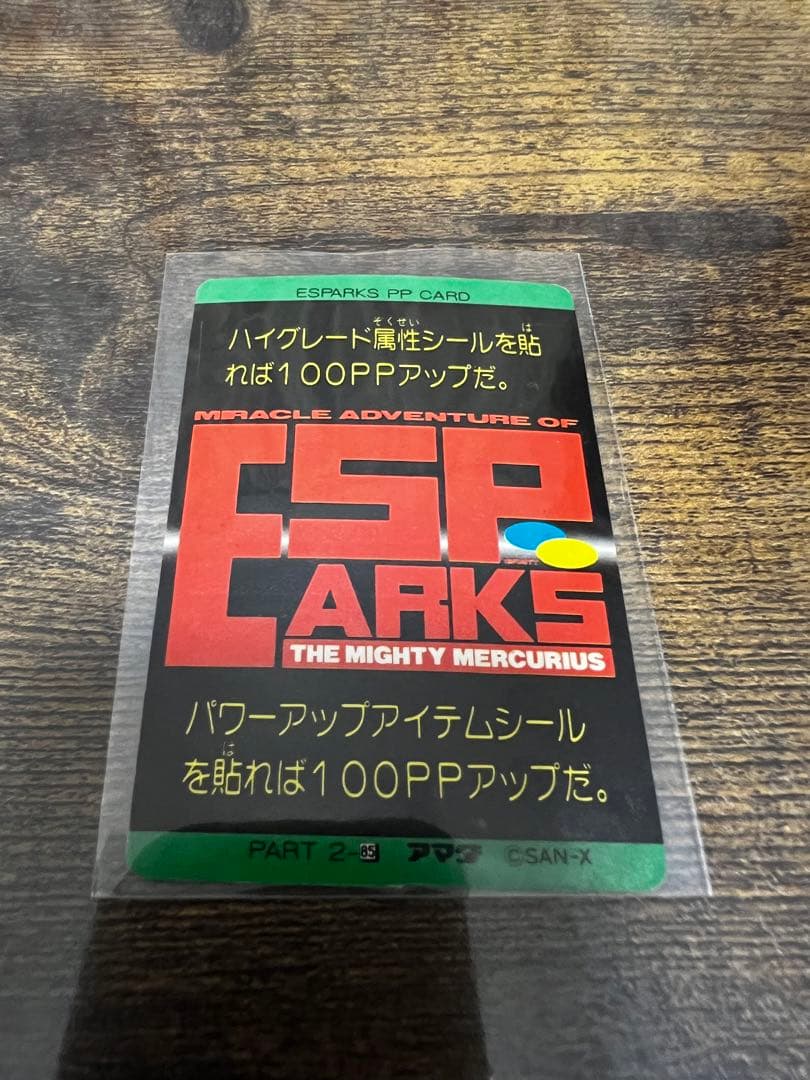 ESPARKS PP CARD
ハイグレード属性シールを貼
れば100PPアップだ。
MIRACLE ADVENTURE OF
ESP
ARKS
THE MIGHTY MERCURIUS
パワーアップアイテムシール
を貼れば100PPアップだ。
PART 2-65 アマダ ©SAN-X